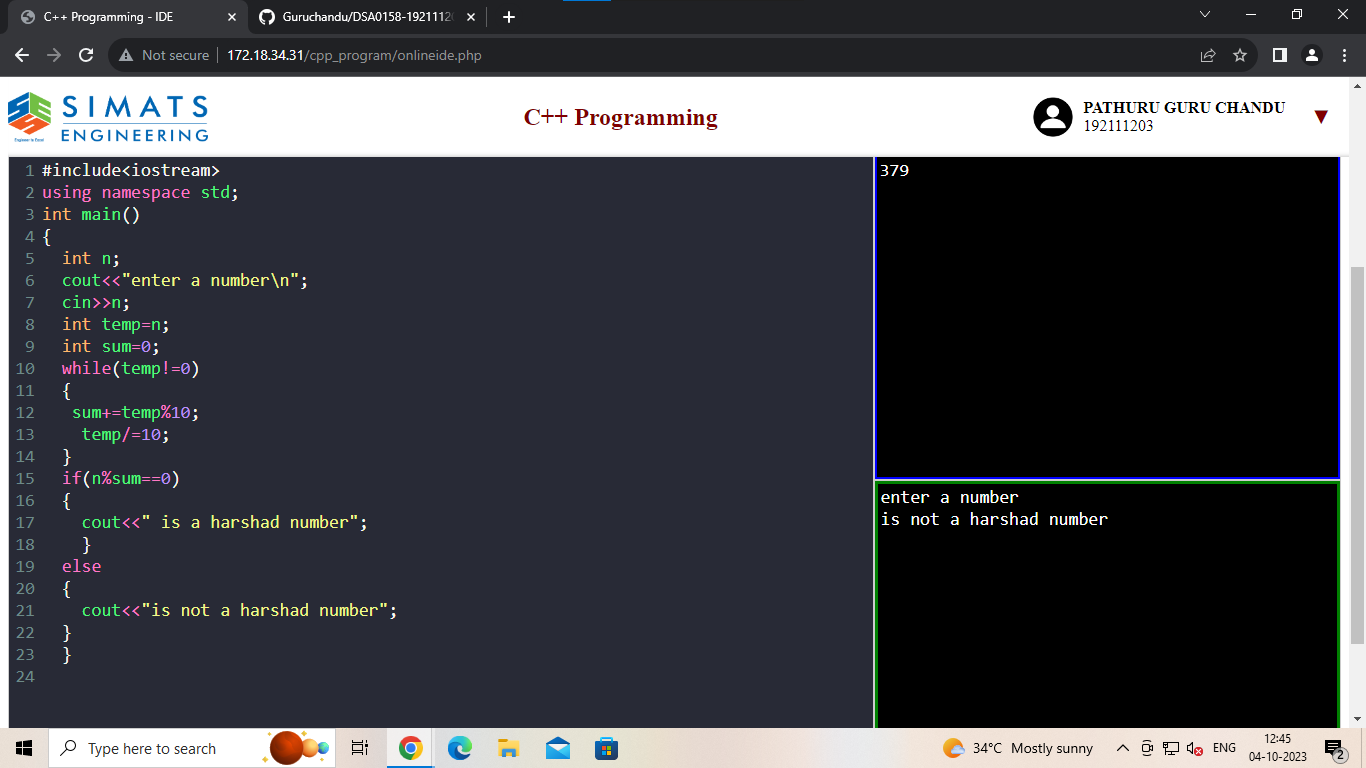 C++ Programming - IDE
Guruchandu/DSA0158-1921112
Not secure
172.18.34.31/cpp_program/onlineide.php
SIMATS
ENGINEERING
Engineer to Excel
C++ Programming
PATHURU GURU CHANDU
192111203
▼
1 #include<iostream>
2 using namespace std;
3 int main()
4 {
5   int n;
6   cout<<"enter a number\n";
7   cin>>n;
8   int temp=n;
9   int sum=0;
10   while(temp!=0)
11   {
12    sum+=temp%10;
13     temp/=10;
14   }
15   if(n%sum==0)
16   {
17     cout<<" is a harshad number";
18     }
19   else
20   {
21     cout<<"is not a harshad number";
22   }
23   }
24
379
enter a number
is not a harshad number
Type here to search
34°C Mostly sunny
ENG
12:45
04-10-2023
2